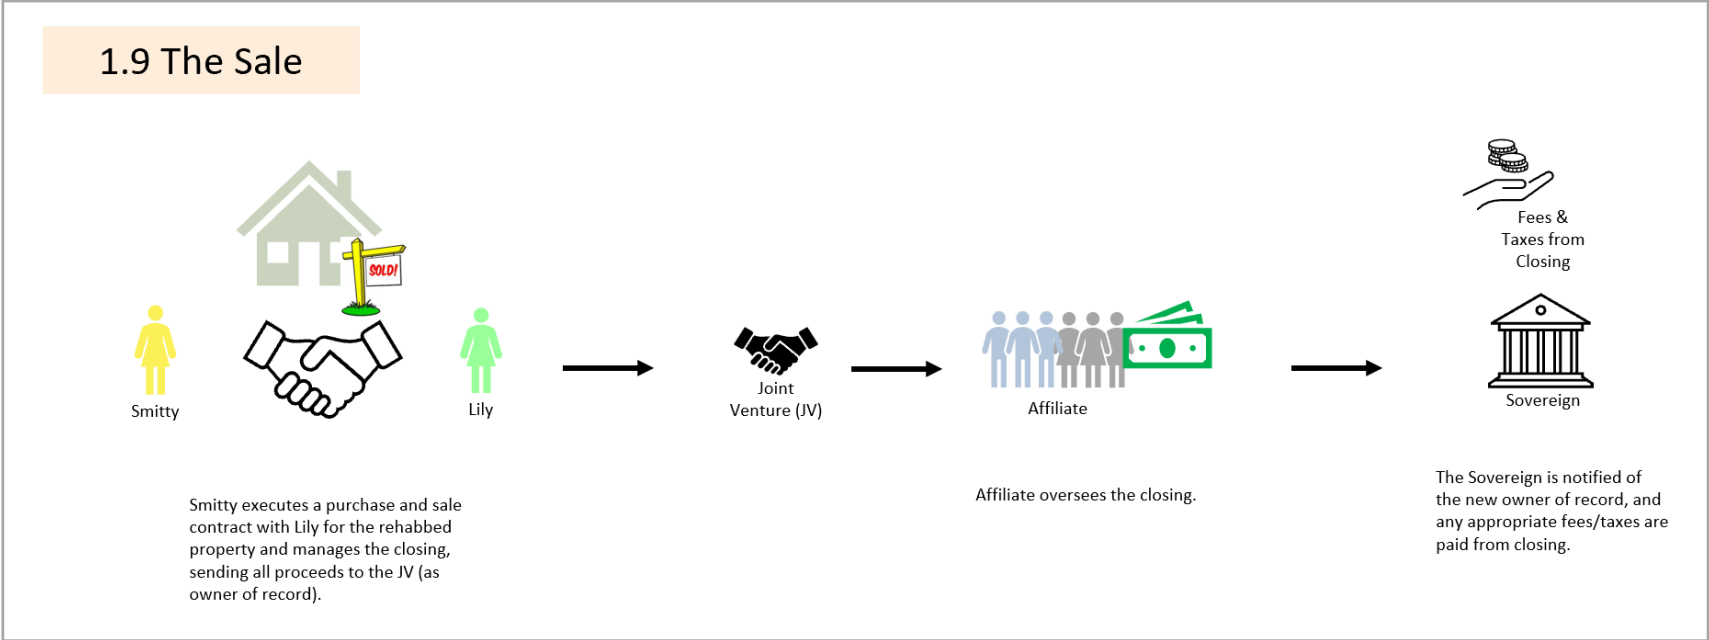 1.9 The Sale
SOLD!
Smitty
Lily
Joint
Venture (JV)
Affiliate
Fees &
Taxes from
Closing
Sovereign
Smitty executes a purchase and sale
contract with Lily for the rehabbed
property and manages the closing,
sending all proceeds to the JV (as
owner of record).
Affiliate oversees the closing.
The Sovereign is notified of
the new owner of record, and
any appropriate fees/taxes are
paid from closing.